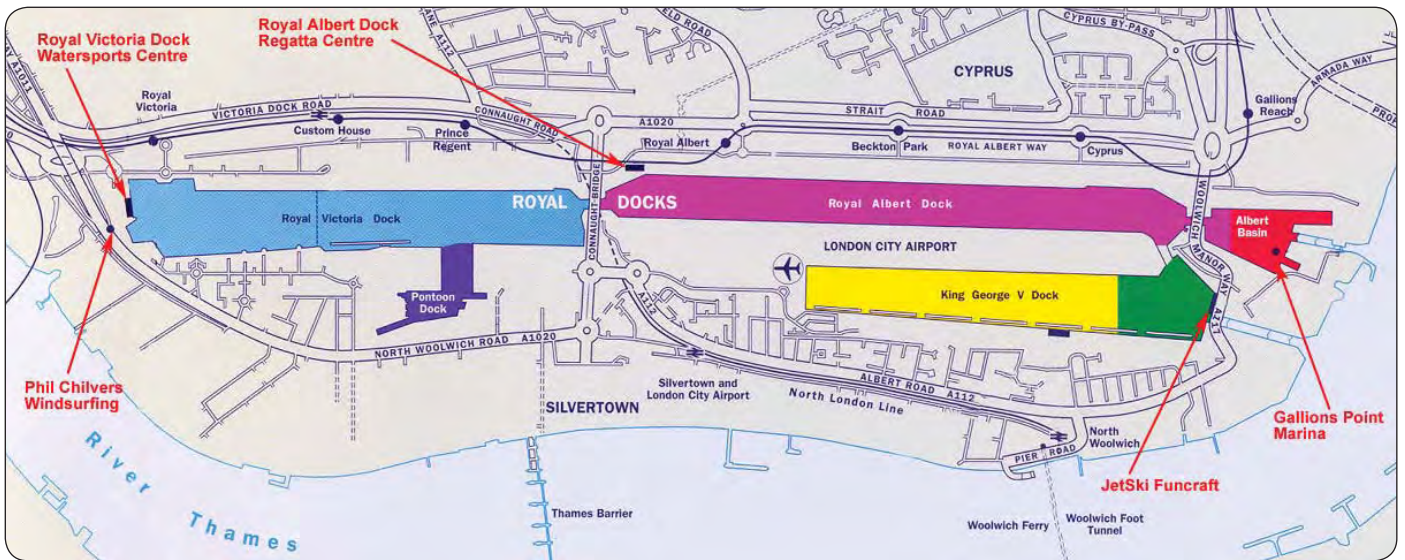 Royal Victoria Dock
Watersports Centre
Royal Albert Dock
Regatta Centre
A112
CYPRUS BY-PASS
ARMADA WAY
A1011
Royal
Victoria
VICTORIA DOCK ROAD
Custom House
Prince
Regent
CONNAUGHT ROAD
A1020
Royal Albert
CYPRUS
STRAIT
ROAD
Beckton Park
ROYAL ALBERT WAY
Cyprus
Gallions
Reach
CONNAUGHT BRIDGE
ROYAL
DOCKS
Royal Victoria Dock
Royal Albert Dock
WOOLWICH MANOR WAY
Albert
Basin
LONDON CITY AIRPORT
King George V Dock
Pontoon
Dock
A112
NORTH WOOLWICH ROAD A1020
Phil Chilvers
Windsurfing
Silvertown and
London City Airport
ALBERT ROAD A112
North London Line
SILVERTOWN
North
Woolwich
PIER ROAD
Gallions Point
Marina
JetSki Funcraft
River
Thames
Thames Barrier
Woolwich Ferry
Woolwich Foot
Tunnel